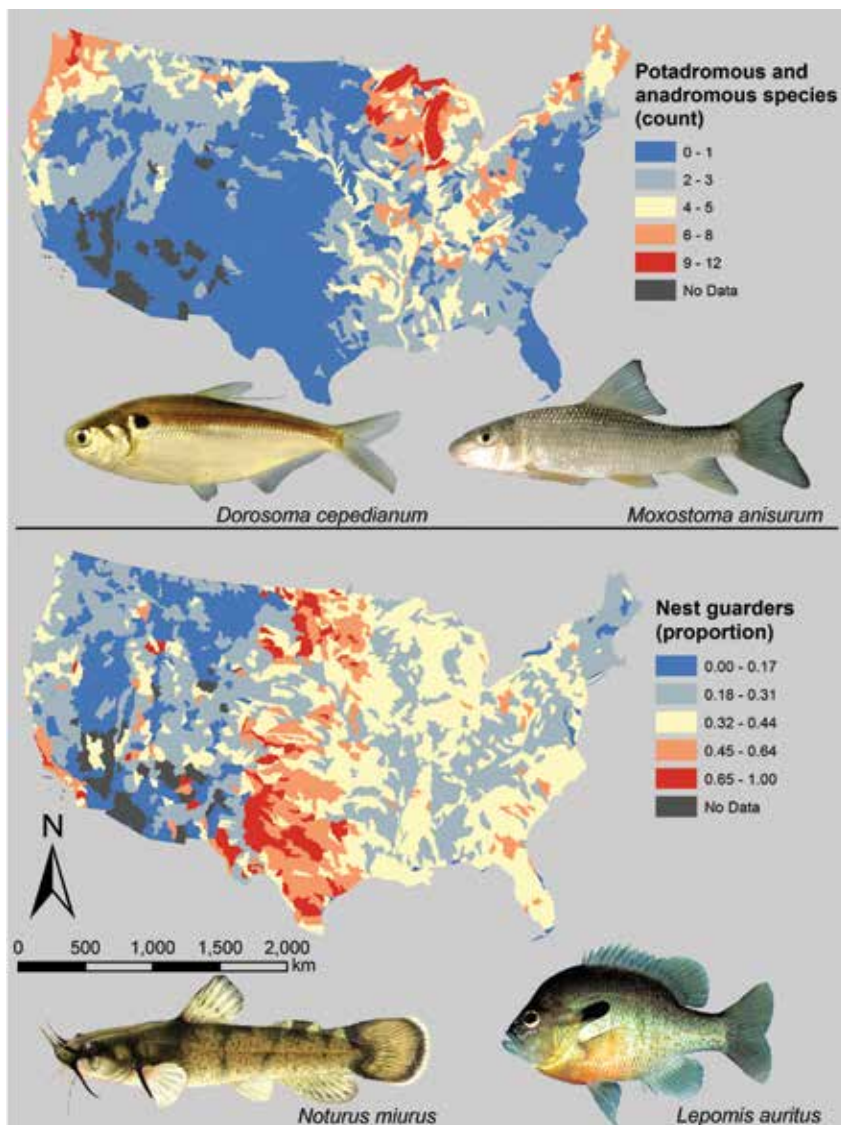 Potadromous and
anadromous species
(count)
0 - 1
2 - 3
4 - 5
6 - 8
9 - 12
No Data
Dorosoma cepedianum
Moxostoma anisurum
Nest guarders
(proportion)
0.00 - 0.17
0.18 - 0.31
0.32 - 0.44
0.45 - 0.64
0.65 - 1.00
No Data
N
0 500 1,000 1,500 2,000
km
Noturus miurus
Lepomis auritus